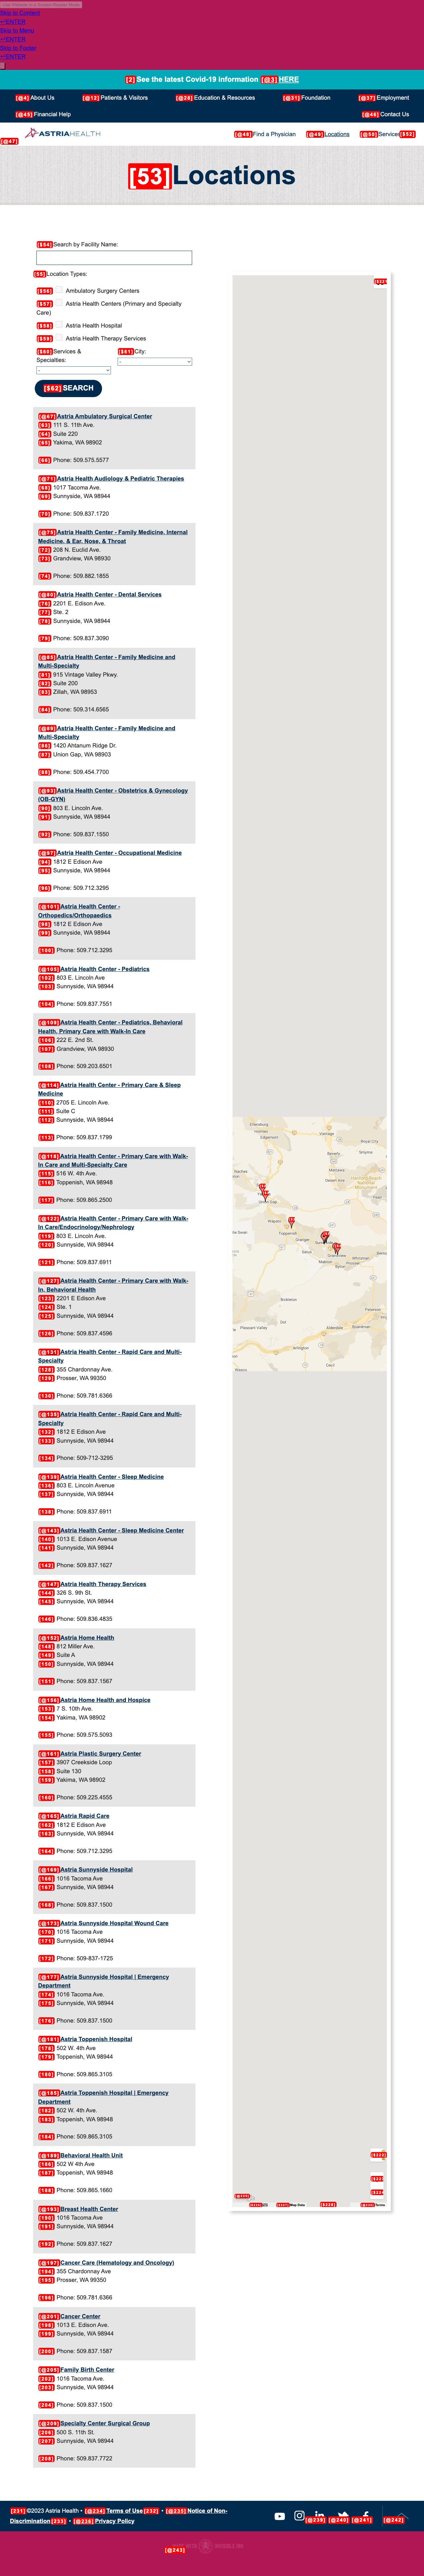 Skip to Content
↵ENTER
Skip to Menu
↵ENTER
Skip to Footer
↵ENTER
[2] See the latest Covid-19 information [@3] HERE
[@4] About Us [@12] Patients & Visitors [@28] Education & Resources [@31] Foundation [@37] Employment
[@45] Financial Help [@46] Contact Us
[@47] ASTRIA HEALTH [@48] Find a Physician [@49] Locations [@50] Services [@52]
[53] Locations
[$54] Search by Facility Name:
[55] Location Types:
[$56] Ambulatory Surgery Centers
[$57] Astria Health Centers (Primary and Specialty Care)
[$58] Astria Health Hospital
[$59] Astria Health Therapy Services
[$60] Services & Specialties: [$61] City:
[$62] SEARCH
[@67] Astria Ambulatory Surgical Center
[63] 111 S. 11th Ave.
[64] Suite 220
[65] Yakima, WA 98902
[66] Phone: 509.575.5577
[@71] Astria Health Audiology & Pediatric Therapies
[68] 1017 Tacoma Ave.
[69] Sunnyside, WA 98944
[70] Phone: 509.837.1720
[@75] Astria Health Center - Family Medicine, Internal Medicine, & Ear, Nose, & Throat
[72] 208 N. Euclid Ave.
[73] Grandview, WA 98930
[74] Phone: 509.882.1855
[@80] Astria Health Center - Dental Services
[76] 2201 E. Edison Ave.
[77] Ste. 2
[78] Sunnyside, WA 98944
[79] Phone: 509.837.3090
[@85] Astria Health Center - Family Medicine and Multi-Specialty
[81] 915 Vintage Valley Pkwy.
[82] Suite 200
[83] Zillah, WA 98953
[84] Phone: 509.314.6565
[@89] Astria Health Center - Family Medicine and Multi-Specialty
[86] 1420 Ahtanum Ridge Dr.
[87] Union Gap, WA 98903
[88] Phone: 509.454.7700
[@93] Astria Health Center - Obstetrics & Gynecology (OB-GYN)
[90] 803 E. Lincoln Ave.
[91] Sunnyside, WA 98944
[92] Phone: 509.837.1550
[@97] Astria Health Center - Occupational Medicine
[94] 1812 E Edison Ave
[95] Sunnyside, WA 98944
[96] Phone: 509.712.3295
[@101] Astria Health Center - Orthopedics/Orthopaedics
[98] 1812 E Edison Ave
[99] Sunnyside, WA 98944
[100] Phone: 509.712.3295
[@105] Astria Health Center - Pediatrics
[102] 803 E. Lincoln Ave
[103] Sunnyside, WA 98944
[104] Phone: 509.837.7551
[@109] Astria Health Center - Pediatrics, Behavioral Health, Primary Care with Walk-In Care
[106] 222 E. 2nd St.
[107] Grandview, WA 98930
[108] Phone: 509.203.6501
[@114] Astria Health Center - Primary Care & Sleep Medicine
[110] 2705 E. Lincoln Ave.
[111] Suite C
[112] Sunnyside, WA 98944
[113] Phone: 509.837.1799
[@118] Astria Health Center - Primary Care with Walk-In Care and Multi-Specialty Care
[115] 516 W. 4th Ave.
[116] Toppenish, WA 98948
[117] Phone: 509.865.2500
[@122] Astria Health Center - Primary Care with Walk-In Care/Endocrinology/Nephrology
[119] 803 E. Lincoln Ave.
[120] Sunnyside, WA 98944
[121] Phone: 509.837.6911
[@127] Astria Health Center - Primary Care with Walk-In, Behavioral Health
[123] 2201 E Edison Ave
[124] Ste. 1
[125] Sunnyside, WA 98944
[126] Phone: 509.837.4596
[@131] Astria Health Center - Rapid Care and Multi-Specialty
[128] 355 Chardonnay Ave.
[129] Prosser, WA 99350
[130] Phone: 509.781.6366
[@135] Astria Health Center - Rapid Care and Multi-Specialty
[132] 1812 E Edison Ave
[133] Sunnyside, WA 98944
[134] Phone: 509-712-3295
[@139] Astria Health Center - Sleep Medicine
[136] 803 E. Lincoln Avenue
[137] Sunnyside, WA 98944
[138] Phone: 509.837.6911
[@143] Astria Health Center - Sleep Medicine Center
[140] 1013 E. Edison Avenue
[141] Sunnyside, WA 98944
[142] Phone: 509.837.1627
[@147] Astria Health Therapy Services
[144] 326 S. 9th St.
[145] Sunnyside, WA 98944
[146] Phone: 509.836.4835
[@152] Astria Home Health
[148] 812 Miller Ave.
[149] Suite A
[150] Sunnyside, WA 98944
[151] Phone: 509.837.1567
[@156] Astria Home Health and Hospice
[153] 7 S. 10th Ave.
[154] Yakima, WA 98902
[155] Phone: 509.575.5093
[@161] Astria Plastic Surgery Center
[157] 3907 Creekside Loop
[158] Suite 130
[159] Yakima, WA 98902
[160] Phone: 509.225.4555
[@165] Astria Rapid Care
[162] 1812 E Edison Ave
[163] Sunnyside, WA 98944
[164] Phone: 509.712.3295
[@169] Astria Sunnyside Hospital
[166] 1016 Tacoma Ave
[167] Sunnyside, WA 98944
[168] Phone: 509.837.1500
[@173] Astria Sunnyside Hospital Wound Care
[170] 1016 Tacoma Ave
[171] Sunnyside, WA 98944
[172] Phone: 509-837-1725
[@177] Astria Sunnyside Hospital | Emergency Department
[174] 1016 Tacoma Ave.
[175] Sunnyside, WA 98944
[176] Phone: 509.837.1500
[@181] Astria Toppenish Hospital
[178] 502 W. 4th Ave
[179] Toppenish, WA 98944
[180] Phone: 509.865.3105
[@185] Astria Toppenish Hospital | Emergency Department
[182] 502 W. 4th Ave.
[183] Toppenish, WA 98948
[184] Phone: 509.865.3105
[@189] Behavioral Health Unit
[186] 502 W 4th Ave
[187] Toppenish, WA 98948
[188] Phone: 509.865.1660
[@193] Breast Health Center
[190] 1016 Tacoma Ave
[191] Sunnyside, WA 98944
[192] Phone: 509.837.1627
[@197] Cancer Care (Hematology and Oncology)
[194] 355 Chardonnay Ave
[195] Prosser, WA 99350
[196] Phone: 509.781.6366
[@201] Cancer Center
[198] 1013 E. Edison Ave.
[199] Sunnyside, WA 98944
[200] Phone: 509.837.1587
[@205] Family Birth Center
[202] 1016 Tacoma Ave.
[203] Sunnyside, WA 98944
[204] Phone: 509.837.1500
[@209] Specialty Center Surgical Group
[206] 500 S. 11th St.
[207] Sunnyside, WA 98944
[208] Phone: 509.837.7722
[231] ©2023 Astria Health • [@234] Terms of Use [232] • [@235] Notice of Non-
Discrimination [233] • [@236] Privacy Policy
[@239] [@240] [@241] [@242]
[@243]